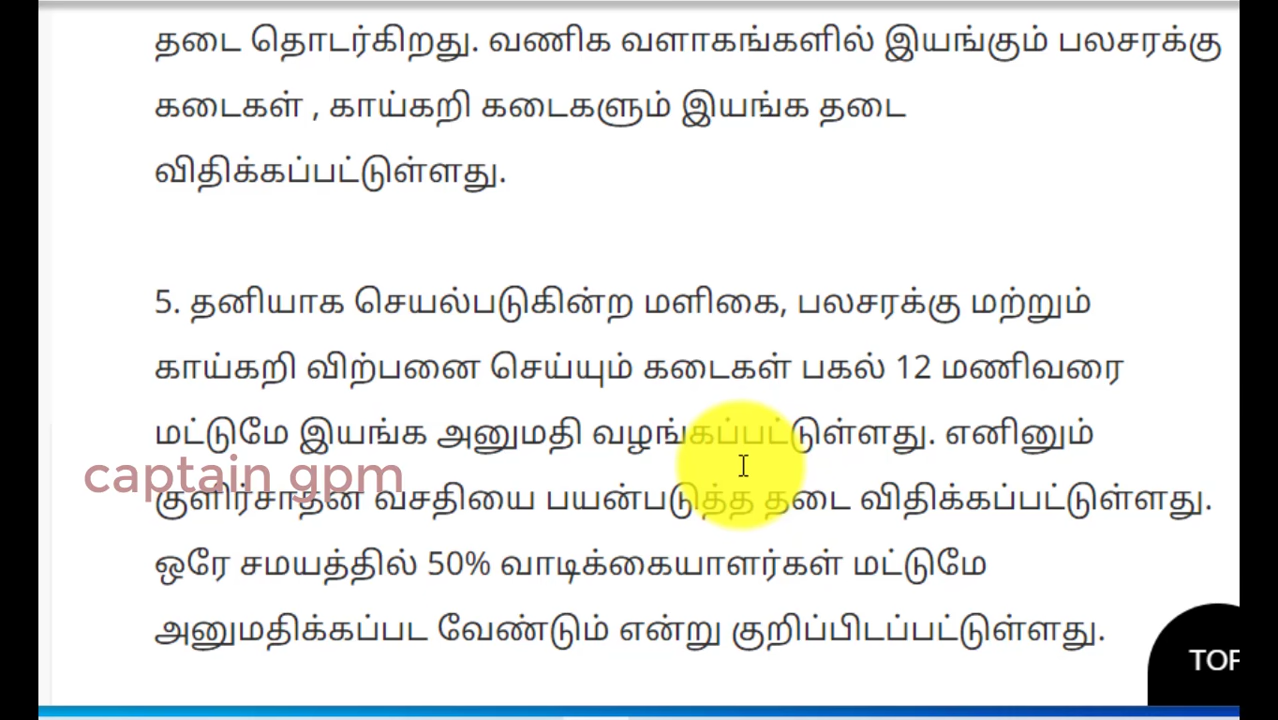 தடை தொடர்கிறது. வணிக வளாகங்களில் இயங்கும் பலசரக்கு
கடைகள் , காய்கறி கடைகளும் இயங்க தடை
விதிக்கப்பட்டுள்ளது.
5. தனியாக செயல்படுகின்ற மளிகை, பலசரக்கு மற்றும்
காய்கறி விற்பனை செய்யும் கடைகள் பகல் 12 மணிவரை
மட்டுமே இயங்க அனுமதி வழங்கப்பட்டுள்ளது. எனினும்
captain gpm
குளிர்சாதன வசதியை பயன்படுத்த தடை விதிக்கப்பட்டுள்ளது.
ஒரே சமயத்தில் 50% வாடிக்கையாளர்கள் மட்டுமே
அனுமதிக்கப்பட வேண்டும் என்று குறிப்பிடப்பட்டுள்ளது.
TOP